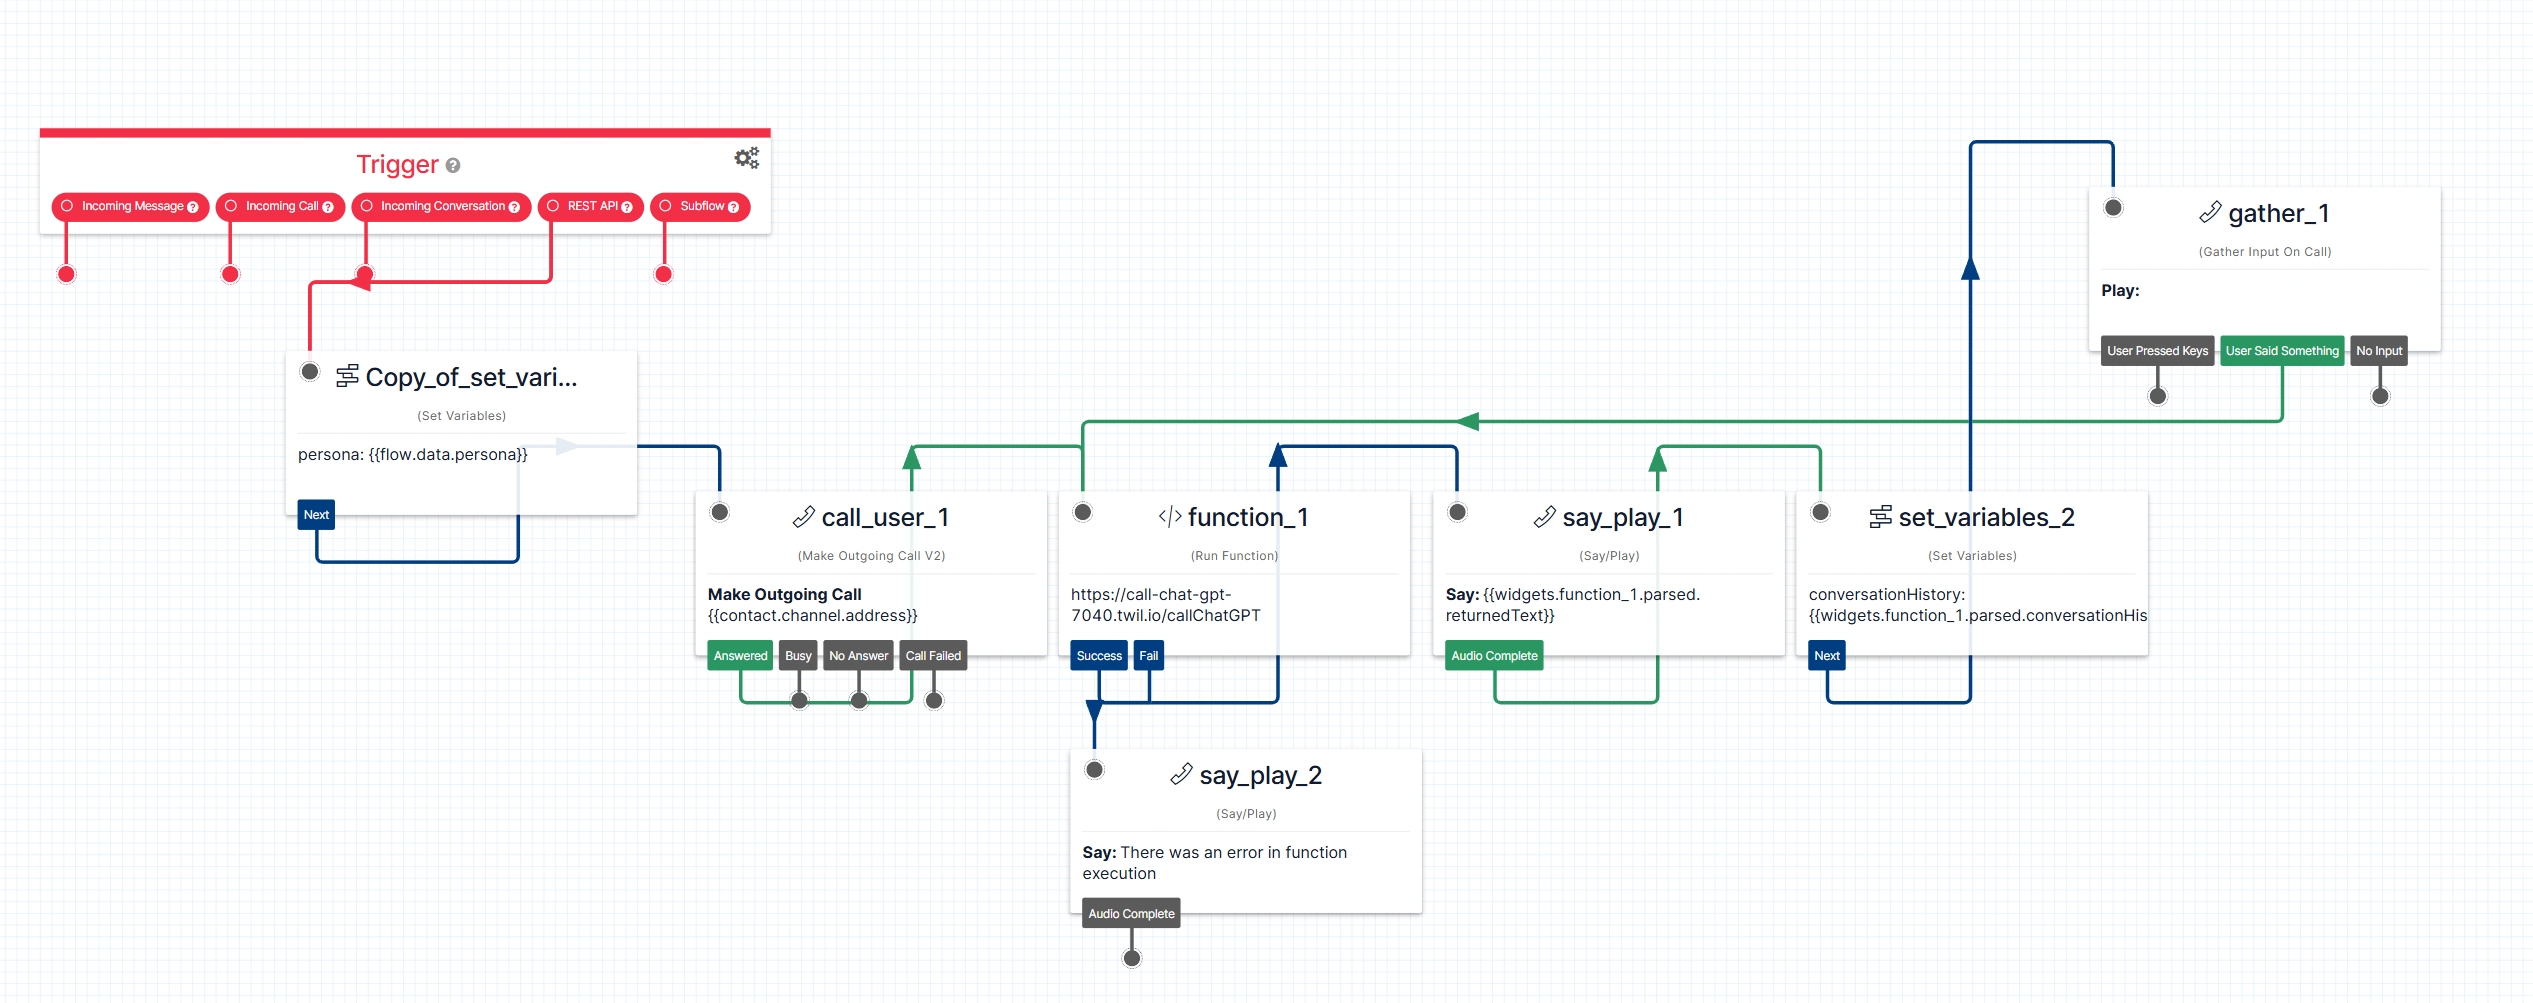 Trigger
Incoming Message
Incoming Call
Incoming Conversation
REST API
Subflow
gather_1
(Gather Input On Call)
Play:
User Pressed Keys
User Said Something
No Input
Copy_of_set_vari...
(Set Variables)
persona: {{flow.data.persona}}
Next
call_user_1
(Make Outgoing Call V2)
Make Outgoing Call
{{contact.channel.address}}
Answered
Busy
No Answer
Call Failed
function_1
(Run Function)
https://call-chat-gpt-
7040.twil.io/callChatGPT
Success
Fail
say_play_1
(Say/Play)
Say: {{widgets.function_1.parsed.
returnedText}}
Audio Complete
set_variables_2
(Set Variables)
conversationHistory:
{{widgets.function_1.parsed.conversationHis
Next
say_play_2
(Say/Play)
Say: There was an error in function
execution
Audio Complete